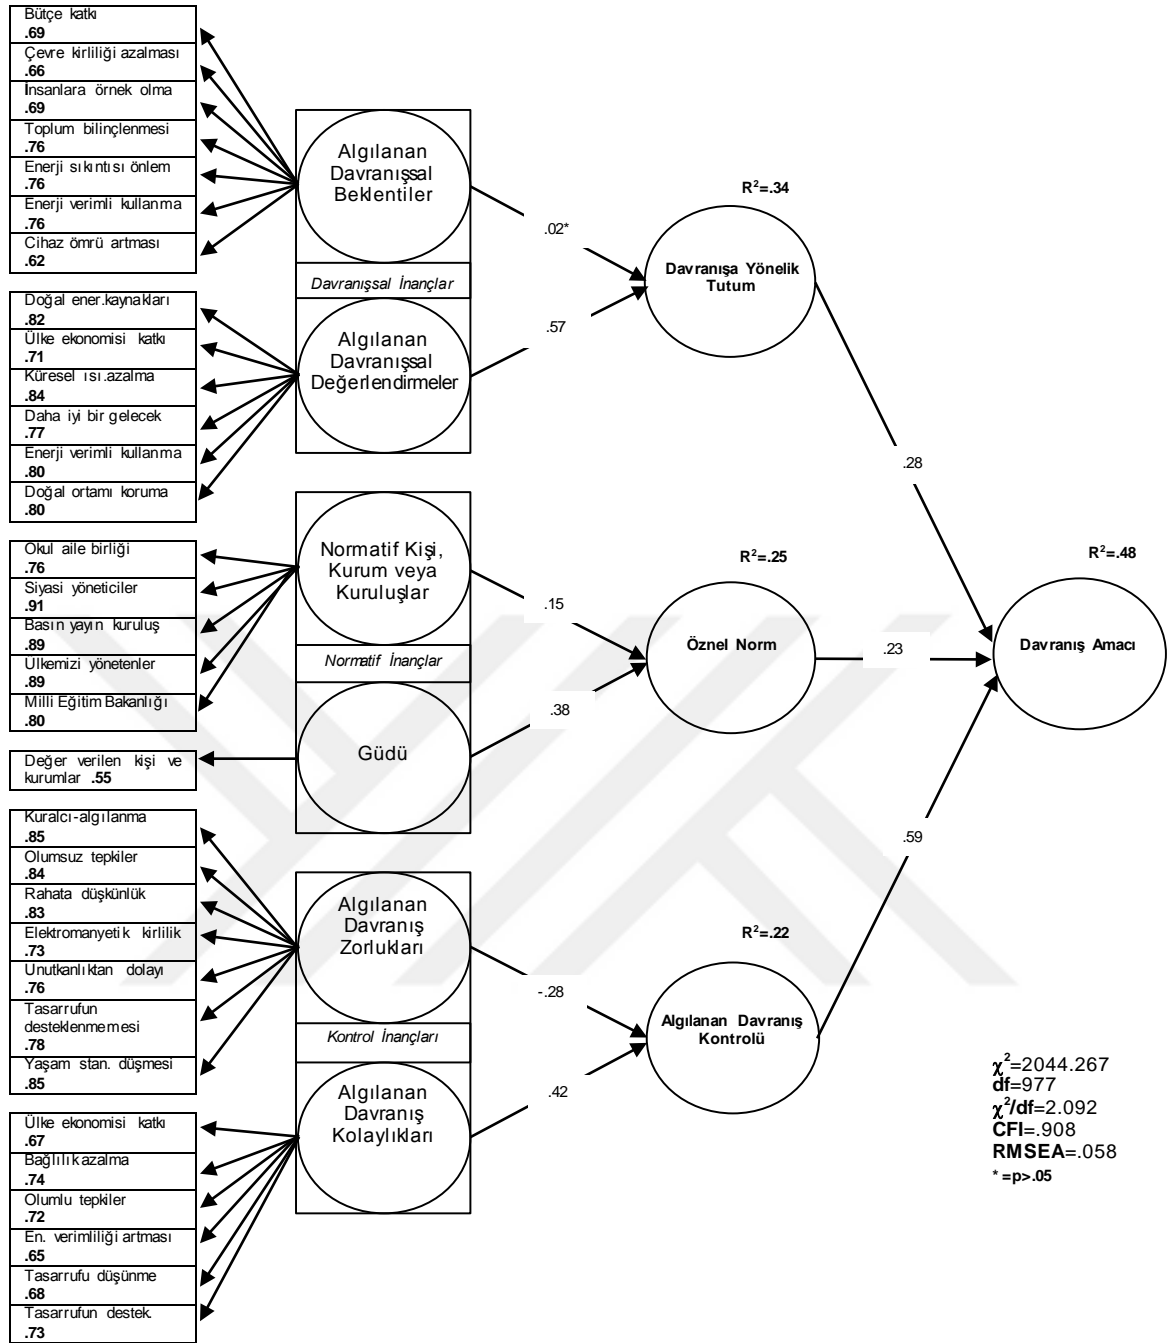 Bütçe katkı
.69
Çevre kirliliği azalması
.66
İnsanlara örnek olma
.69
Toplum bilinçlenmesi
.76
Enerji sıkıntısı önlem
.76
Enerji verimli kullanma
.76
Cihaz ömrü artması
.62
Doğal ener.kaynakları
.82
Ülke ekonomisi katkı
.71
Küresel ısı.azalma
.84
Daha iyi bir gelecek
.77
Enerji verimli kullanma
.80
Doğal ortamı koruma
.80
Okul aile birliği
.76
Siyasi yöneticiler
.91
Basın yayın kuruluş
.89
Ülkemizi yönetenler
.89
Milli Eğitim Bakanlığı
.80
Değer verilen kişi ve
kurumlar .55
Kuralcı-algılanma
.85
Olumsuz tepkiler
.84
Rahata düşkünlük
.83
Elektromanyetik kirlilik
.73
Unutkanlıktan dolayı
.76
Tasarrufun
desteklenmemesi
.78
Yaşam stan. düşmesi
.85
Ülke ekonomisi katkı
.67
Bağlılık azalma
.74
Olumlu tepkiler
.72
En. verimliliği artması
.65
Tasarrufu düşünme
.68
Tasarrufun destek.
.73
Algılanan
Davranışsal
Beklentiler
Davranışsal İnançlar
Algılanan
Davranışsal
Değerlendirmeler
Normatif Kişi,
Kurum veya
Kuruluşlar
Normatif İnançlar
Güdü
Algılanan
Davranış
Zorlukları
Kontrol İnançları
Algılanan
Davranış
Kolaylıkları
.02*
.57
.15
.38
-.28
.42
R²=.34
Davranışa Yönelik
Tutum
R²=.25
Öznel Norm
R²=.22
Algılanan Davranış
Kontrolü
.28
.23
.59
R²=.48
Davranış Amacı
χ²=2044.267
df=977
χ²/df=2.092
CFI=.908
RMSEA=.058
*=p>.05